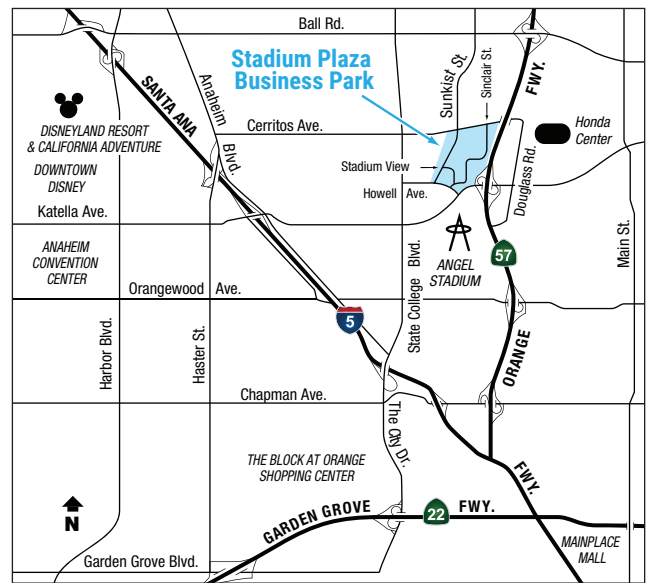 Ball Rd.
Stadium Plaza
Business Park
Sunkist St.
Sinclair St.
FWY.
SANTA ANA
Anaheim
Blvd.
Cerritos Ave.
Honda
Center
DISNEYLAND RESORT
& CALIFORNIA ADVENTURE
DOWNTOWN
DISNEY
Stadium View
Howell Ave.
Douglass Rd.
Katella Ave.
Main St.
ANAHEIM
CONVENTION
CENTER
ANGEL
STADIUM
57
State College Blvd.
Orangewood Ave.
5
Harbor Blvd.
Haster St.
ORANGE
Chapman Ave.
The City Dr.
THE BLOCK AT ORANGE
SHOPPING CENTER
FWY.
N
GARDEN GROVE
22
FWY.
MAINPLACE
MALL
Garden Grove Blvd.